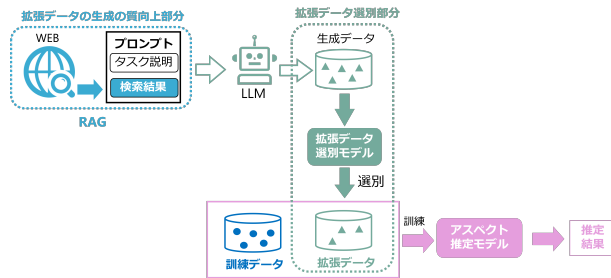 拡張データの生成の質向上部分
拡張データ選別部分
WEB
プロンプト
タスク説明
検索結果
RAG
LLM
生成データ
拡張データ
選別モデル
選別
訓練データ
拡張データ
訓練
アスペクト
推定モデル
推定
結果